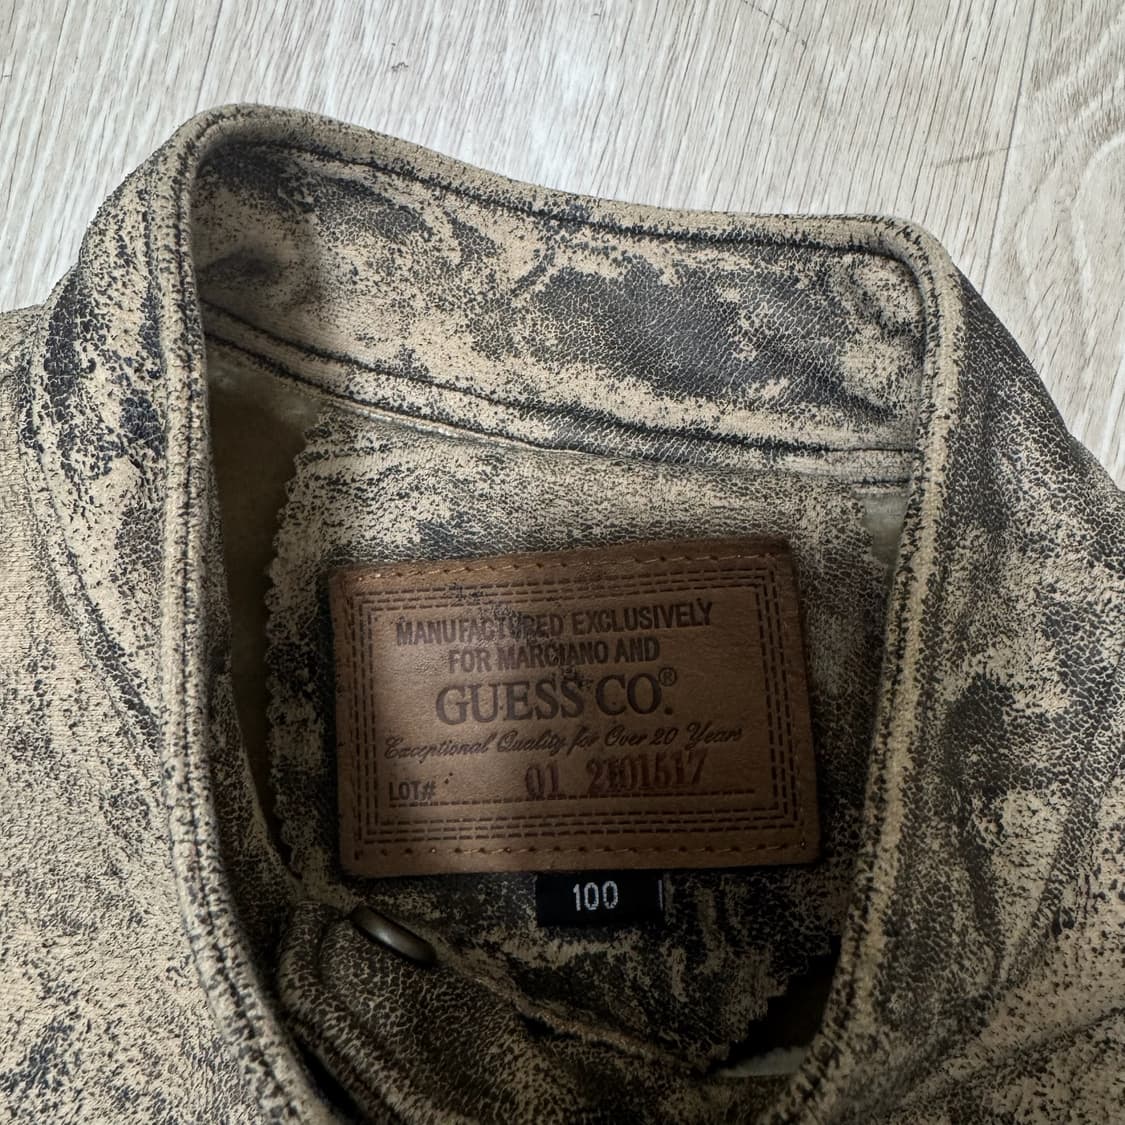 MANUFACTURED EXCLUSIVELY
FOR MARCIANO AND
GUESS CO.®
Exceptional Quality for Over 20 Years
LOT# 01 2101517
100